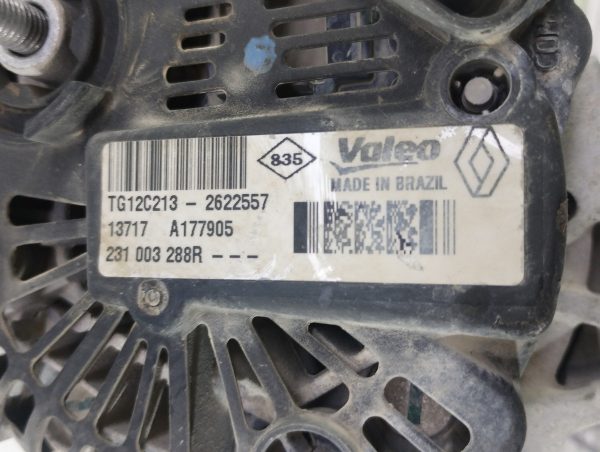 835
Valeo
MADE IN BRAZIL
TG12C213 - 2622557
13717 A177905
231 003 288R - - -